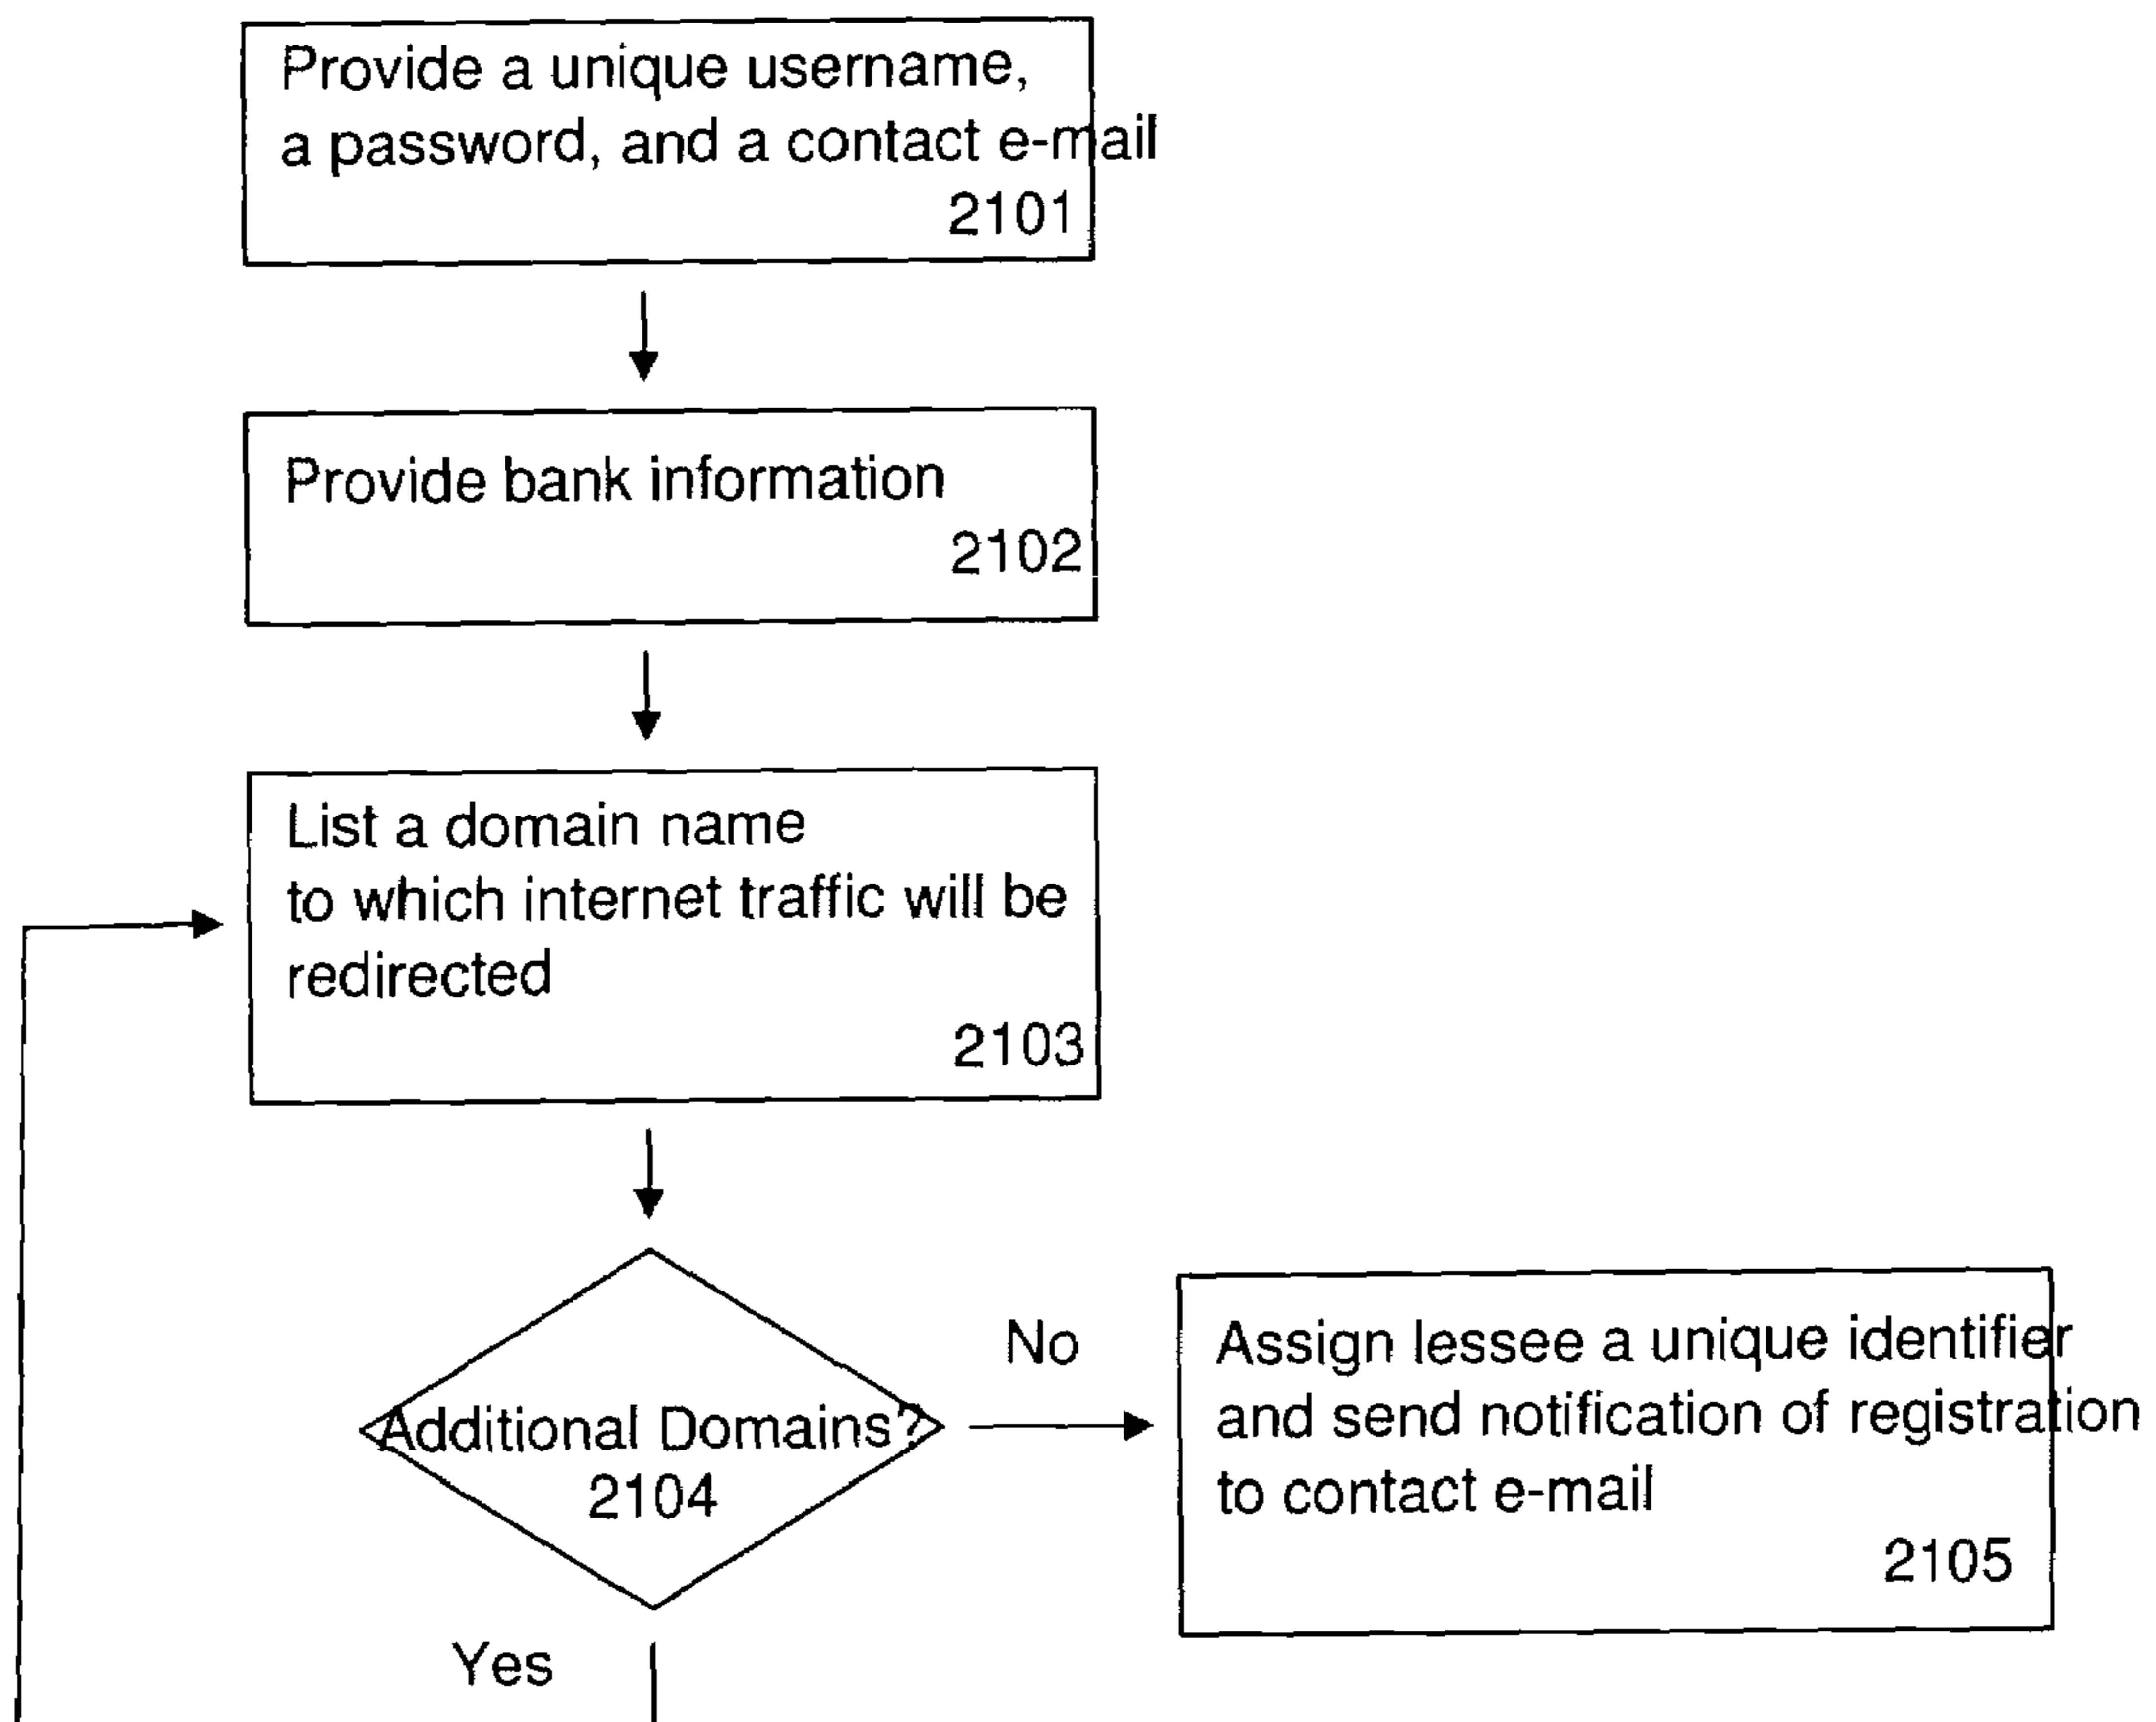 Provide a unique username,
a password, and a contact e-mail
2101
Provide bank information
2102
List a domain name
to which internet traffic will be
redirected
2103
Additional Domains?
2104
No
Assign lessee a unique identifier
and send notification of registration
to contact e-mail
2105
Yes